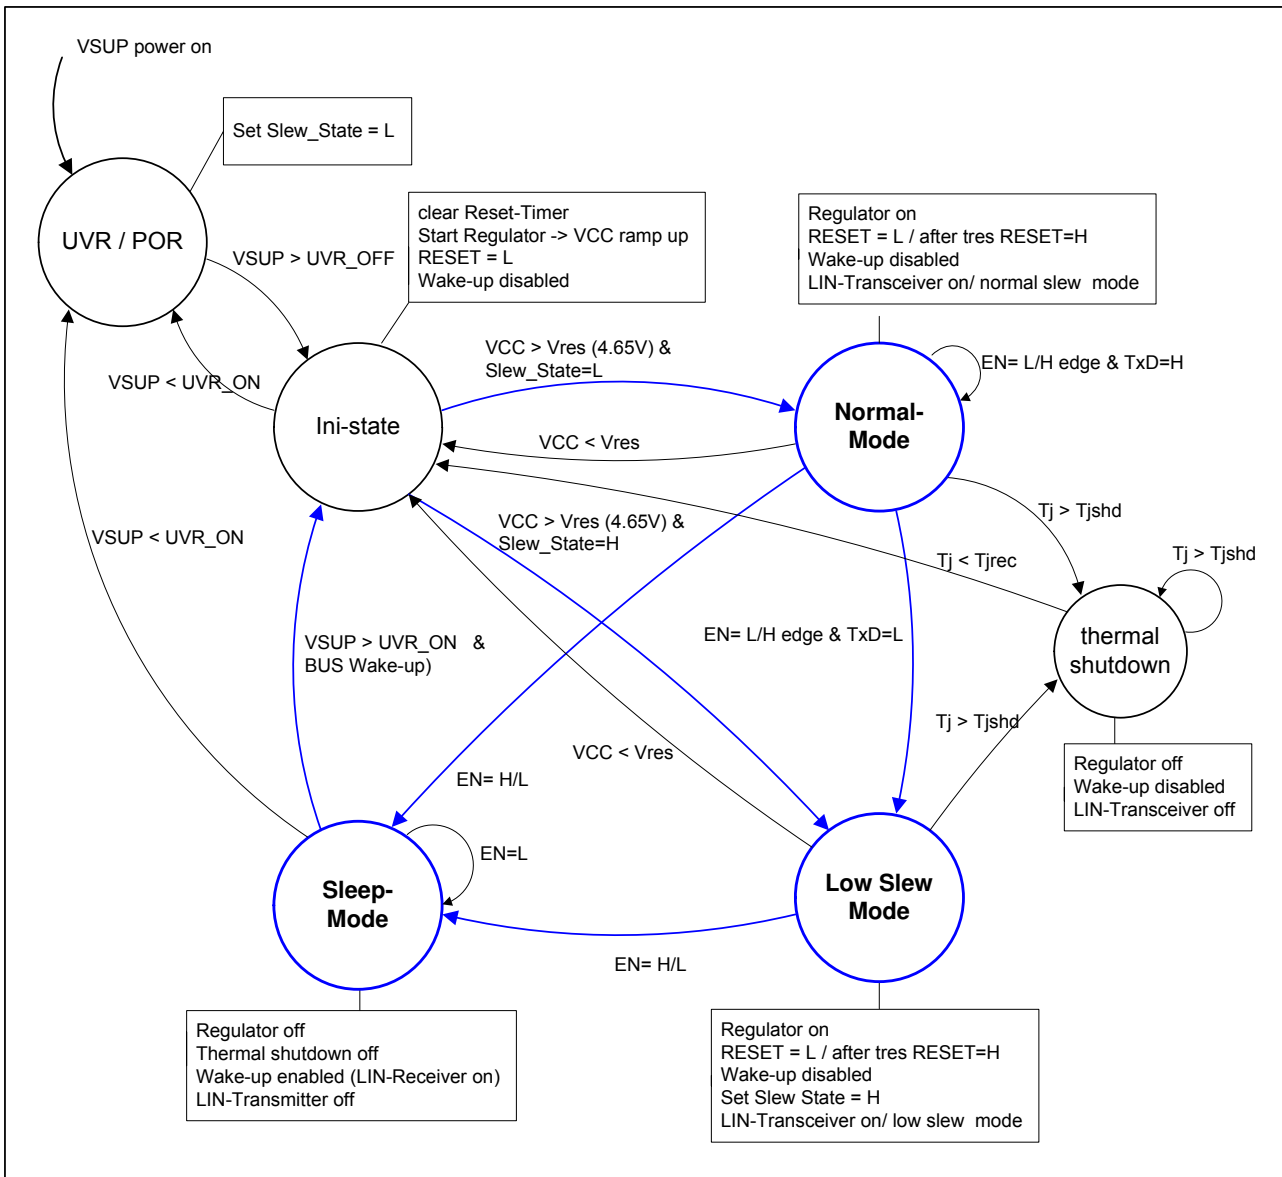 VSUP power on
Set Slew_State = L
UVR / POR
VSUP > UVR_OFF
clear Reset-Timer
Start Regulator -> VCC ramp up
RESET = L
Wake-up disabled
Regulator on
RESET = L / after tres RESET=H
Wake-up disabled
LIN-Transceiver on/ normal slew  mode
VSUP < UVR_ON
Ini-state
VCC > Vres (4.65V) &
Slew_State=L
EN= L/H edge & TxD=H
Normal-
Mode
VCC < Vres
VSUP < UVR_ON
VCC > Vres (4.65V) &
Slew_State=H
Tj > Tjshd
Tj < Tjrec
Tj > Tjshd
VSUP > UVR_ON   &
BUS Wake-up)
EN= L/H edge & TxD=L
thermal
shutdown
Tj > Tjshd
VCC < Vres
EN= H/L
Regulator off
Wake-up disabled
LIN-Transceiver off
EN=L
Sleep-
Mode
Low Slew
Mode
EN= H/L
Regulator off
Thermal shutdown off
Wake-up enabled (LIN-Receiver on)
LIN-Transmitter off
Regulator on
RESET = L / after tres RESET=H
Wake-up disabled
Set Slew State = H
LIN-Transceiver on/ low slew  mode